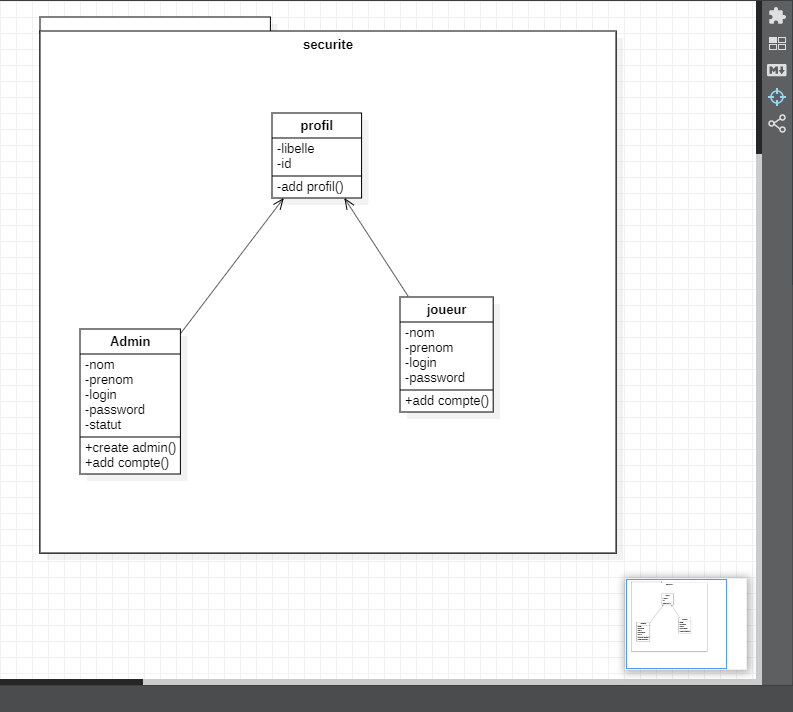 securite
profil
-libelle
-id
-add profil()
joueur
-nom
-prenom
-login
-password
+add compte()
Admin
-nom
-prenom
-login
-password
-statut
+create admin()
+add compte()
M